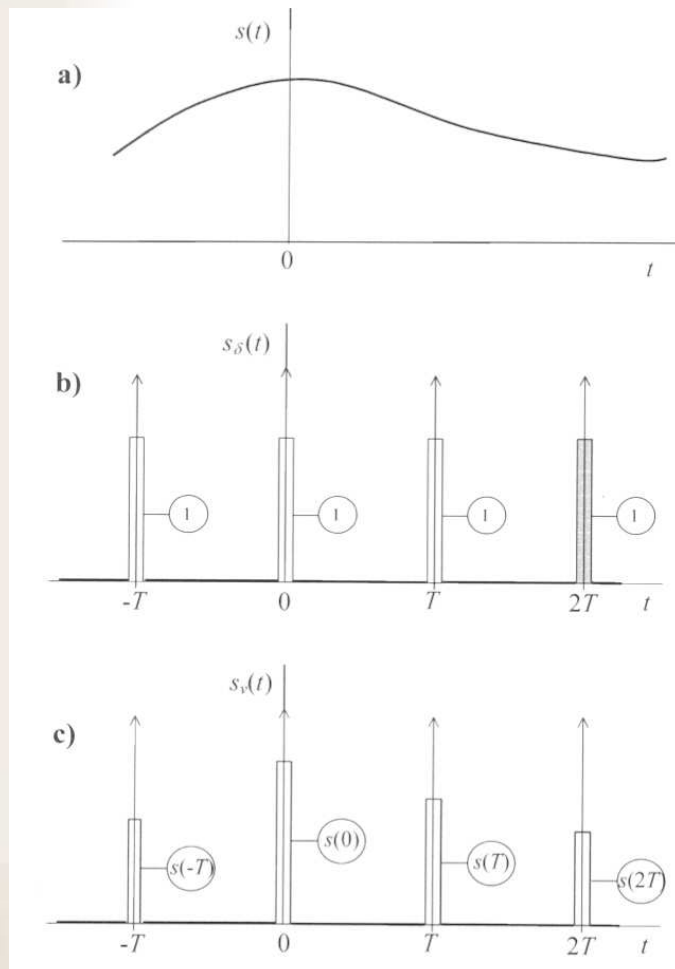 s(t)
a)
0 t
s_δ(t)
b)
1 1 1 1
-T 0 T 2T t
s_v(t)
c)
s(-T) s(0) s(T) s(2T)
-T 0 T 2T t